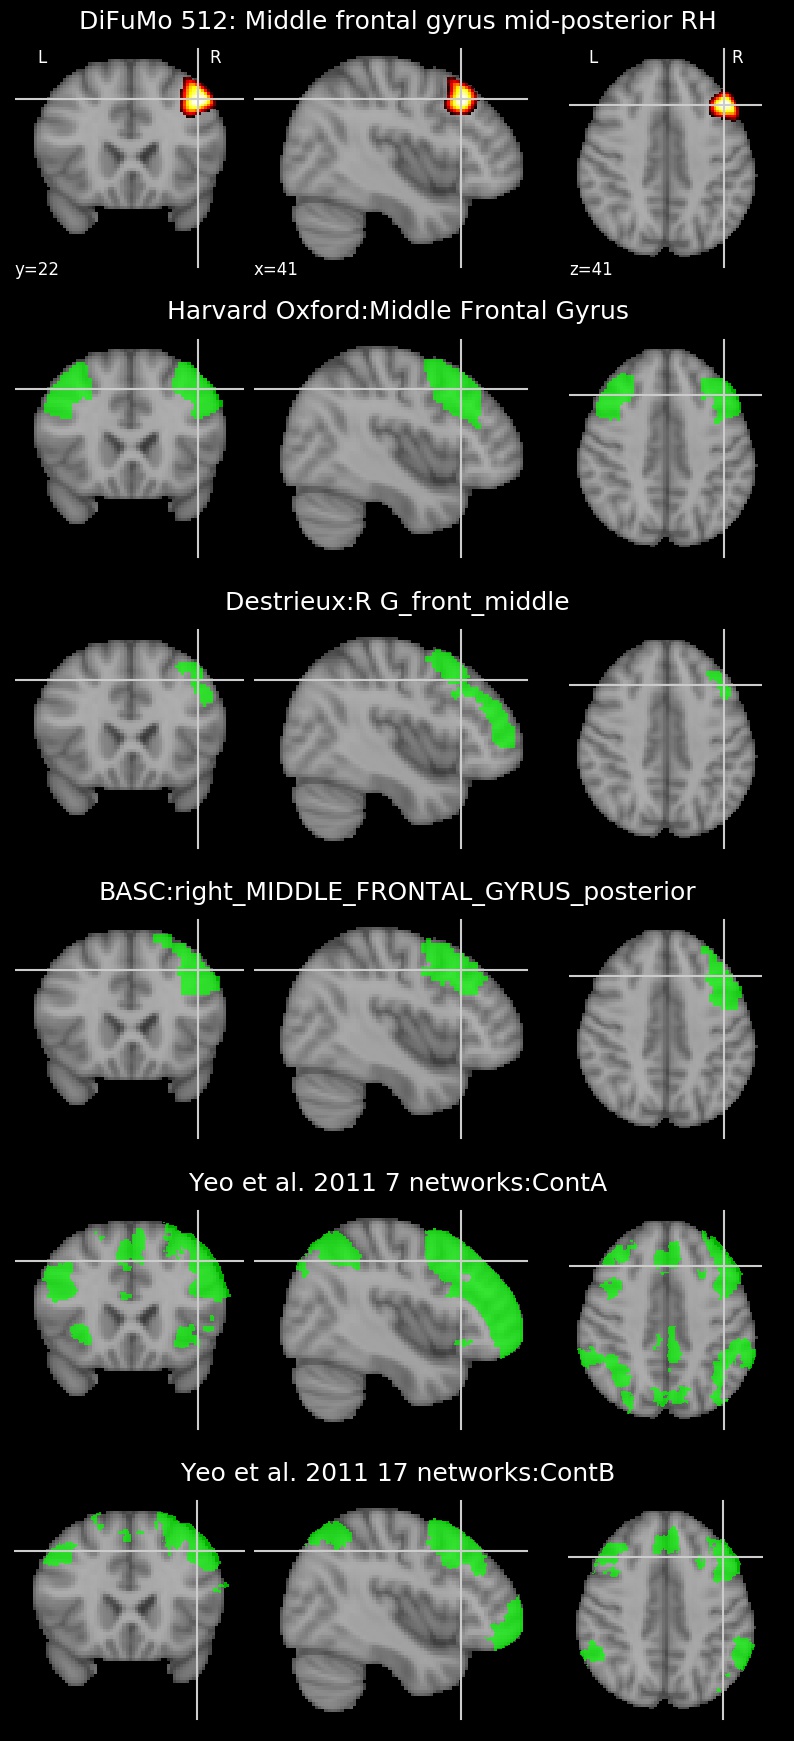 DiFuMo 512: Middle frontal gyrus mid-posterior RH
L R L R
y=22 x=41 z=41
Harvard Oxford:Middle Frontal Gyrus
Destrieux:R G_front_middle
BASC:right_MIDDLE_FRONTAL_GYRUS_posterior
Yeo et al. 2011 7 networks:ContA
Yeo et al. 2011 17 networks:ContB